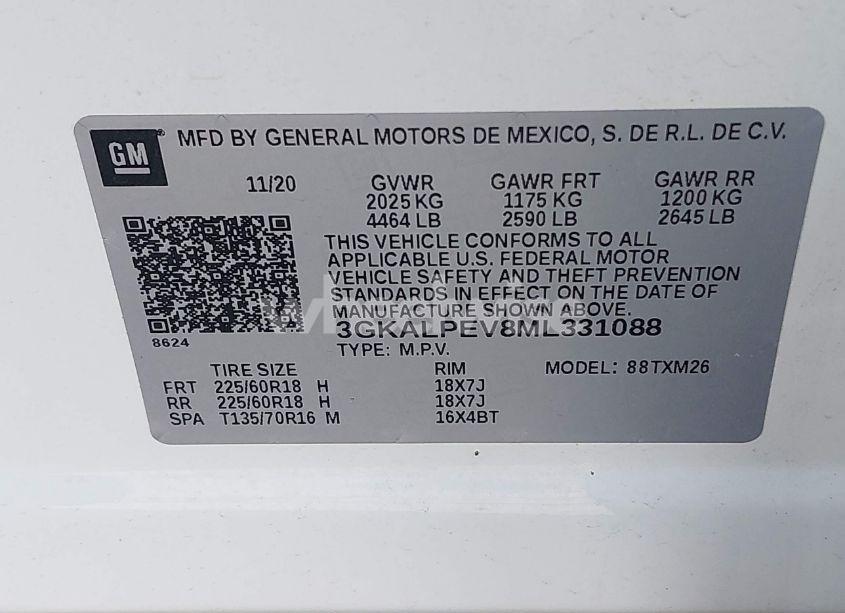 GM® MFD BY GENERAL MOTORS DE MEXICO, S. DE R.L. DE C.V.
11/20 GVWR GAWR FRT GAWR RR
2025 KG 1175 KG 1200 KG
4464 LB 2590 LB 2645 LB
THIS VEHICLE CONFORMS TO ALL
APPLICABLE U.S. FEDERAL MOTOR
VEHICLE SAFETY AND THEFT PREVENTION
STANDARDS IN EFFECT ON THE DATE OF
MANUFACTURE SHOWN ABOVE.
3GKALPEV8ML331088
8624 TYPE: M.P.V.
TIRE SIZE RIM MODEL: 88TXM26
FRT 225/60R18 H 18X7J
RR 225/60R18 H 18X7J
SPA T135/70R16 M 16X4BT